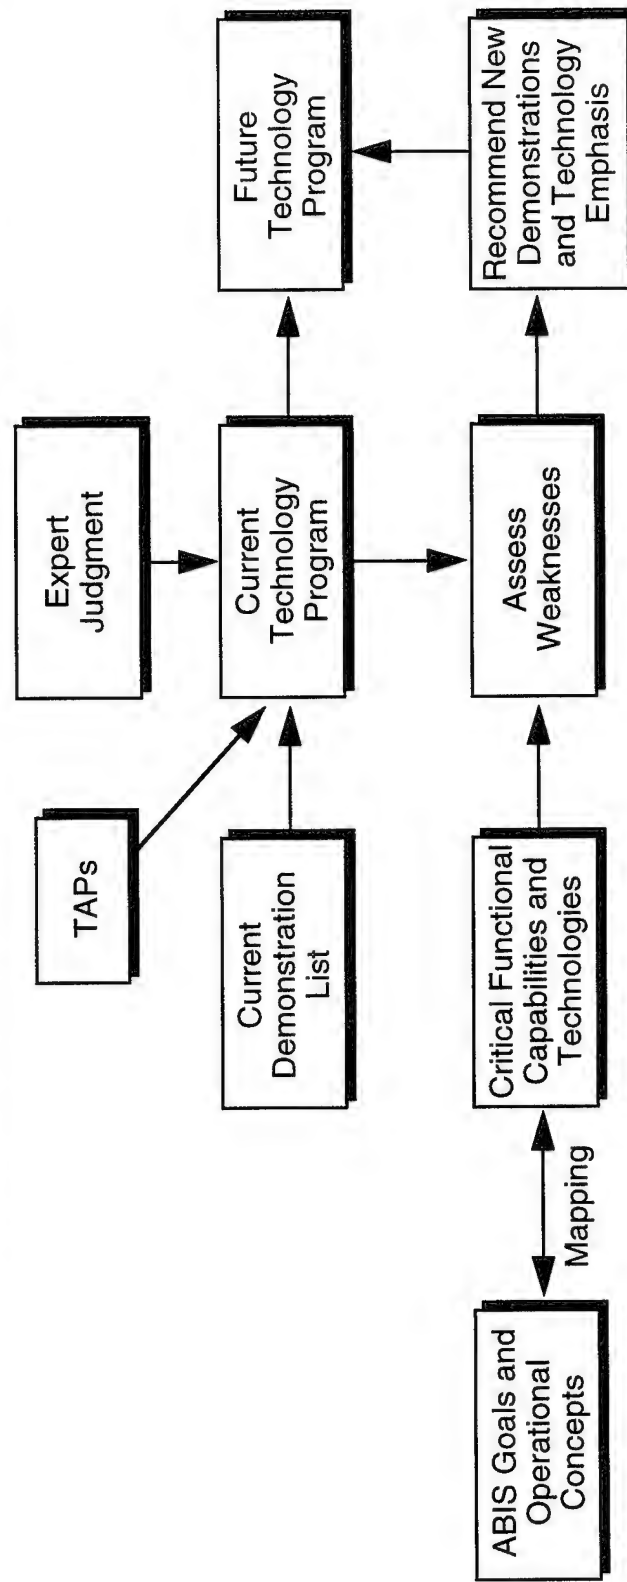 TAPs
Expert
Judgment
Current
Demonstration
List
Current
Technology
Program
Future
Technology
Program
ABIS Goals and
Operational
Concepts
Mapping
Critical Functional
Capabilities and
Technologies
Assess
Weaknesses
Recommend New
Demonstrations
and Technology
Emphasis